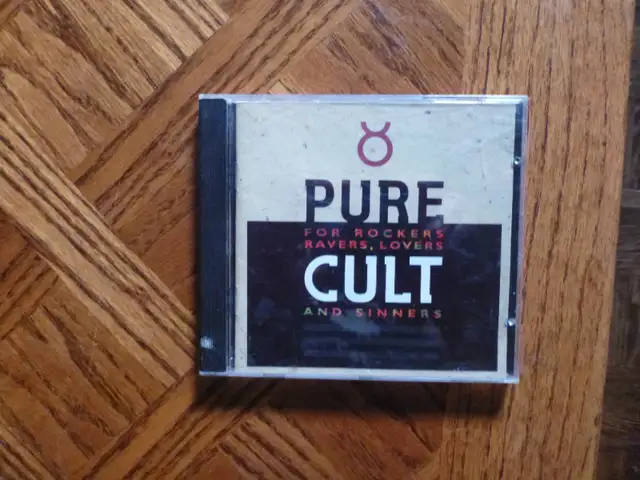 PURE
FOR ROCKERS
RAVERS, LOVERS
CULT
AND SINNERS